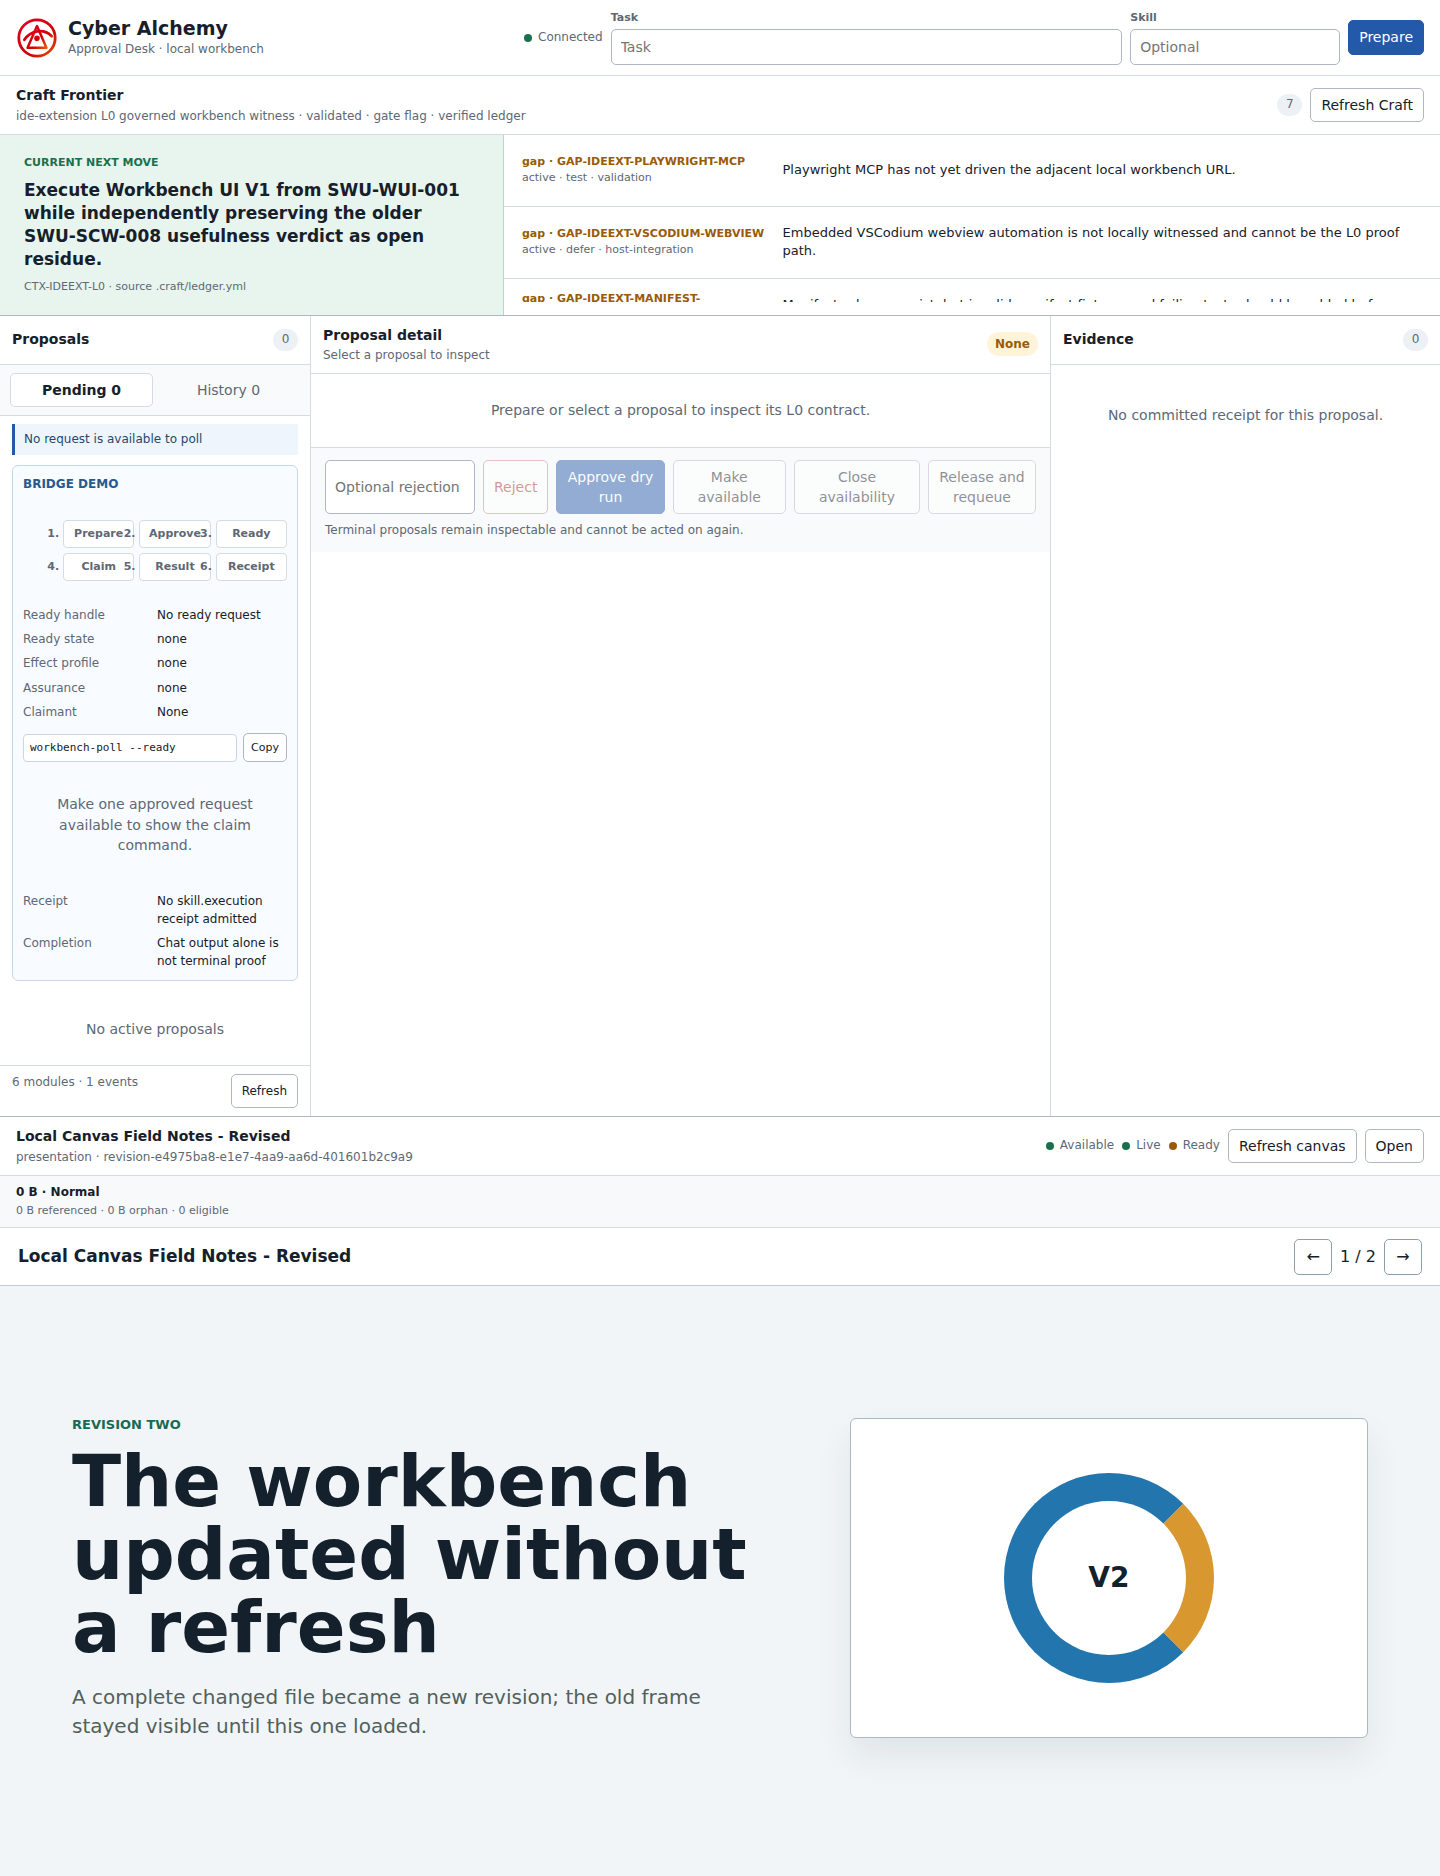 Cyber Alchemy
Approval Desk · local workbench
Connected
Task
Task
Skill
Optional
Prepare
Craft Frontier
ide-extension L0 governed workbench witness · validated · gate flag · verified ledger
7
Refresh Craft
CURRENT NEXT MOVE
Execute Workbench UI V1 from SWU-WUI-001
while independently preserving the older
SWU-SCW-008 usefulness verdict as open
residue.
CTX-IDEEXT-L0 · source .craft/ledger.yml
gap · GAP-IDEEXT-PLAYWRIGHT-MCP
active · test · validation
Playwright MCP has not yet driven the adjacent local workbench URL.
gap · GAP-IDEEXT-VSCODIUM-WEBVIEW
active · defer · host-integration
Embedded VSCodium webview automation is not locally witnessed and cannot be the L0 proof
path.
gap · GAP-IDEEXT-MANIFEST-
Proposals
0
Pending 0
History 0
No request is available to poll
BRIDGE DEMO
1. Prepare
2. Approve
3. Ready
4. Claim
5. Result
6. Receipt
Ready handle
No ready request
Ready state
none
Effect profile
none
Assurance
none
Claimant
None
workbench-poll --ready
Copy
Make one approved request
available to show the claim
command.
Receipt
No skill.execution
receipt admitted
Completion
Chat output alone is
not terminal proof
No active proposals
6 modules · 1 events
Refresh
Proposal detail
Select a proposal to inspect
None
Prepare or select a proposal to inspect its L0 contract.
Optional rejection
Reject
Approve dry
run
Make
available
Close
availability
Release and
requeue
Terminal proposals remain inspectable and cannot be acted on again.
Evidence
0
No committed receipt for this proposal.
Local Canvas Field Notes - Revised
presentation · revision-e4975ba8-e1e7-4aa9-aa6d-401601b2c9a9
Available
Live
Ready
Refresh canvas
Open
0 B · Normal
0 B referenced · 0 B orphan · 0 eligible
Local Canvas Field Notes - Revised
←
1 / 2
→
REVISION TWO
The workbench
updated without
a refresh
A complete changed file became a new revision; the old frame
stayed visible until this one loaded.
V2